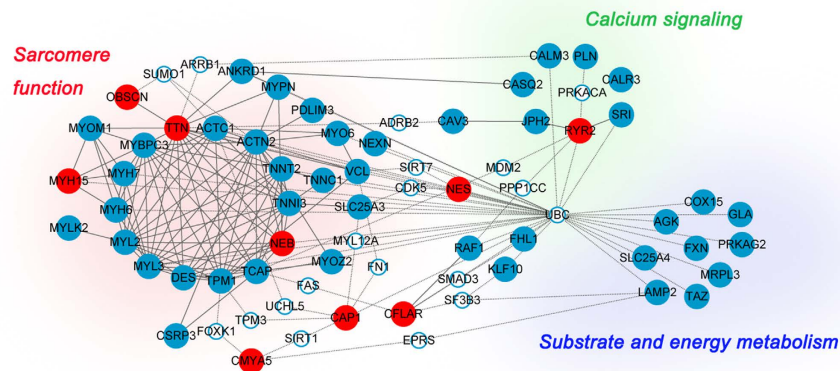 Calcium signaling
Sarcomere
function
ARRB1
SUMO1
ANKRD1
CALM3
PLN
CALR3
OBSCN
MYPN
CASQ2
PRKACA
PDLIM3
ADRB2
CAV3
JPH2
SRI
MYOM1
TTN
ACTC1
MYO6
RYR2
MYBPC3
ACTN2
NEXN
MYH7
TNNT2
VCL
SIRT7
MDM2
MYH15
TNNC1
CDK5
NES
PPP1CC
MYH6
TNNI3
SLC25A3
UBC
COX15
MYLK2
AGK
GLA
MYL2
NEB
MYL12A
RAF1
FHL1
FXN
PRKAG2
MYL3
MYOZ2
FN1
KLF10
SLC25A4
MRPL3
DES
TPM1
TCAP
FAS
SMAD3
LAMP2
TAZ
UCHL5
SF3B3
CSRP3
FOXK1
TPM3
CAP1
CFLAR
SIRT1
EPRS
CMYA5
Substrate and energy metabolism